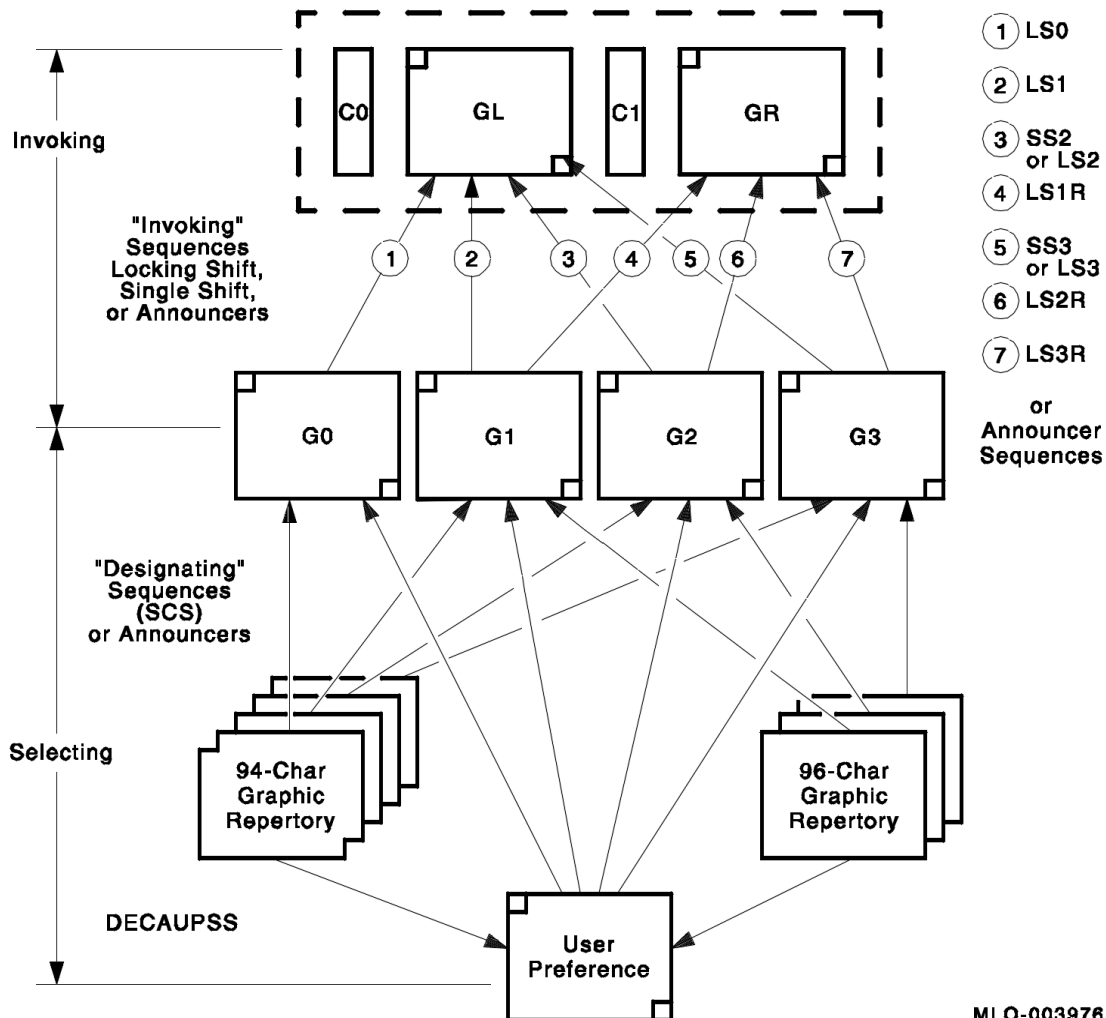 C0
GL
C1
GR
1 LS0
2 LS1
3 SS2
or LS2
4 LS1R
5 SS3
or LS3
6 LS2R
7 LS3R
or
Announcer
Sequences
Invoking
"Invoking"
Sequences
Locking Shift,
Single Shift,
or Announcers
1
2
3
4
5
6
7
G0
G1
G2
G3
"Designating"
Sequences
(SCS)
or Announcers
Selecting
94-Char
Graphic
Repertory
96-Char
Graphic
Repertory
DECAUPSS
User
Preference
MLO-003976